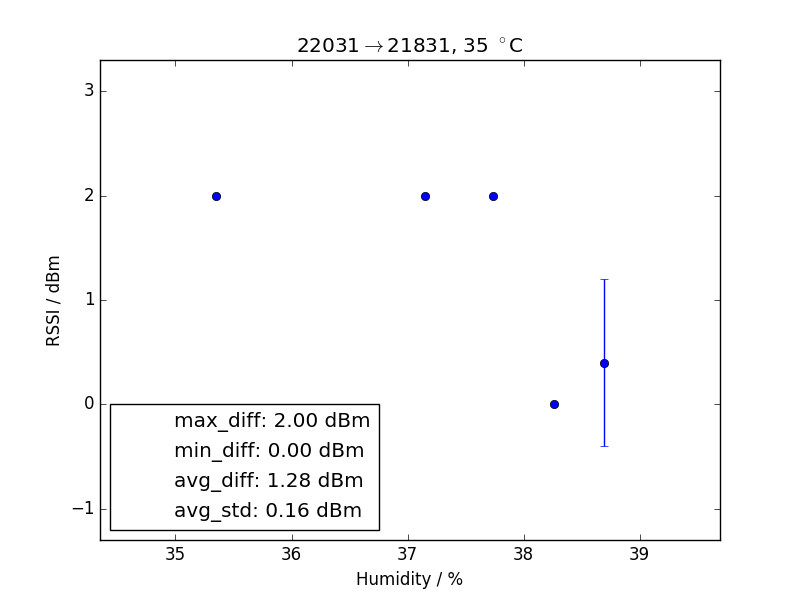 22031→21831, 35 °C
3
2
1
0
−1
RSSI / dBm
max_diff: 2.00 dBm
min_diff: 0.00 dBm
avg_diff: 1.28 dBm
avg_std: 0.16 dBm
35 36 37 38 39
Humidity / %